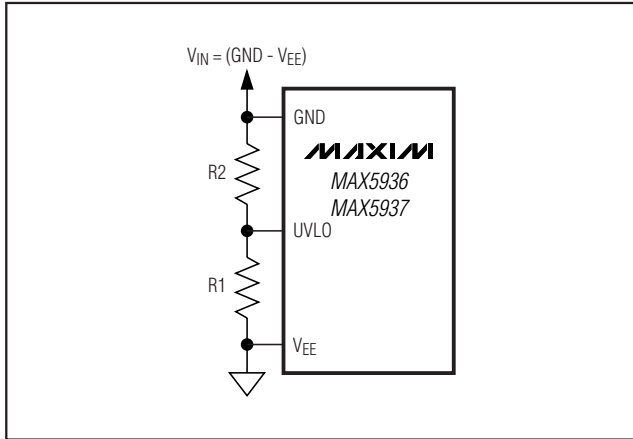 V_IN = (GND - V_EE)
GND
MAXIM
R2
MAX5936
MAX5937
UVLO
R1
V_EE